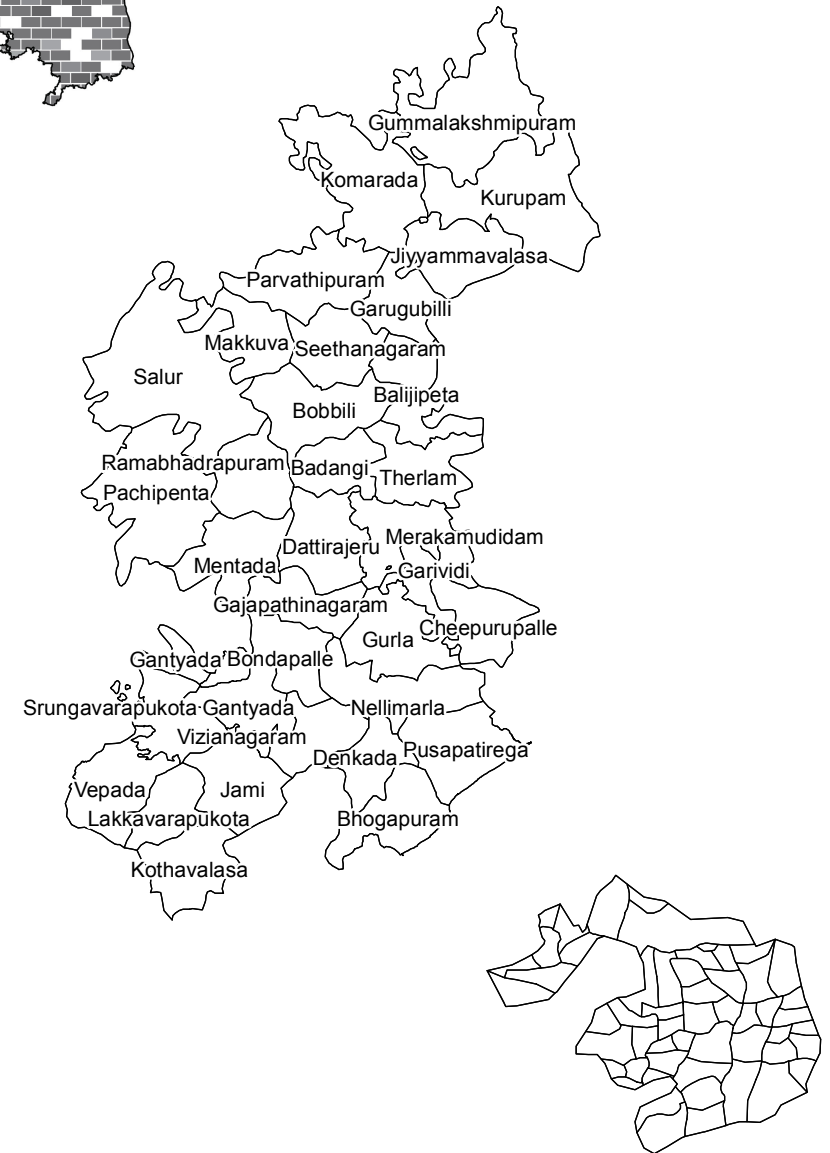 Gummalakshmipuram
Komarada
Kurupam
Jiyyammavalasa
Parvathipuram
Garugubilli
Makkuva
Seethanagaram
Salur
Balijipeta
Bobbili
Ramabhadrapuram
Badangi
Therlam
Pachipenta
Merakamudidam
Dattirajeru
Mentada
Garividi
Gajapathinagaram
Cheepurupalle
Gurla
Gantyada
Bondapalle
Srungavarapukota
Gantyada
Nellimarla
Vizianagaram
Denkada
Pusapatirega
Vepada
Jami
Lakkavarapukota
Bhogapuram
Kothavalasa